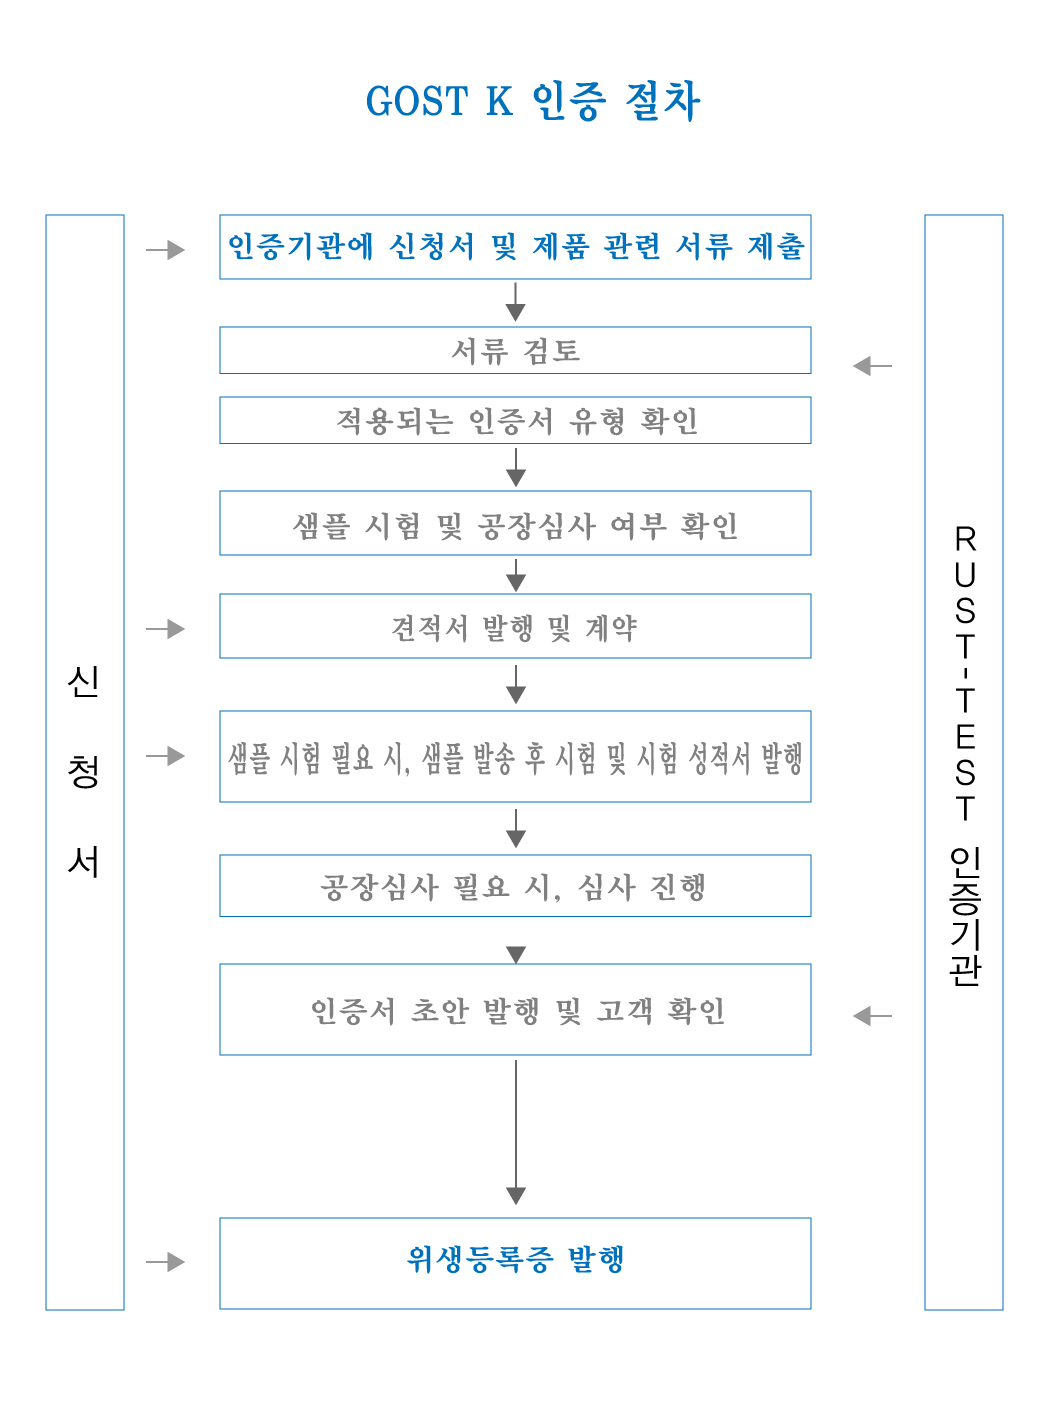 GOST K 인증 절차
인증기관에 신청서 및 제품 관련 서류 제출
서류 검토
적용되는 인증서 유형 확인
샘플 시험 및 공장심사 여부 확인
견적서 발행 및 계약
샘플 시험 필요 시, 샘플 발송 후 시험 및 시험 성적서 발행
공장심사 필요 시, 심사 진행
인증서 초안 발행 및 고객 확인
위생등록증 발행
신청서
RUST-TEST 인증기관